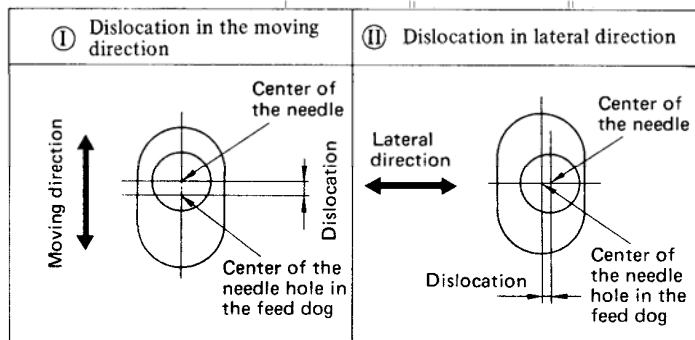 Ⓘ Dislocation in the moving
direction
Ⅱ Dislocation in lateral direction
Moving direction
Center of
the needle
Dislocation
Center of the
needle hole in
the feed dog
Lateral
direction
Center of
the needle
Dislocation
Center of
the needle
hole in the
feed dog